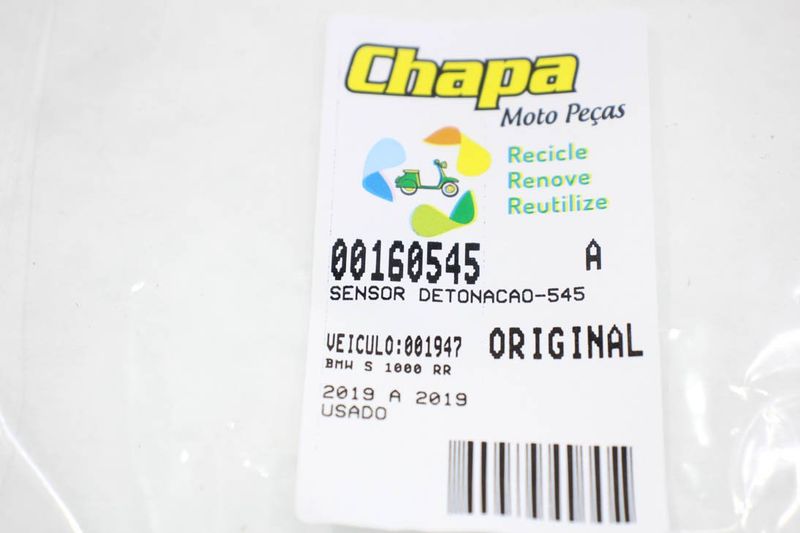 Chapa
Moto Peças
Recicle
Renove
Reutilize
00160545 A
SENSOR DETONACAO-545
VEICULO:001947 ORIGINAL
BMW S 1000 RR
2019 A 2019
USADO